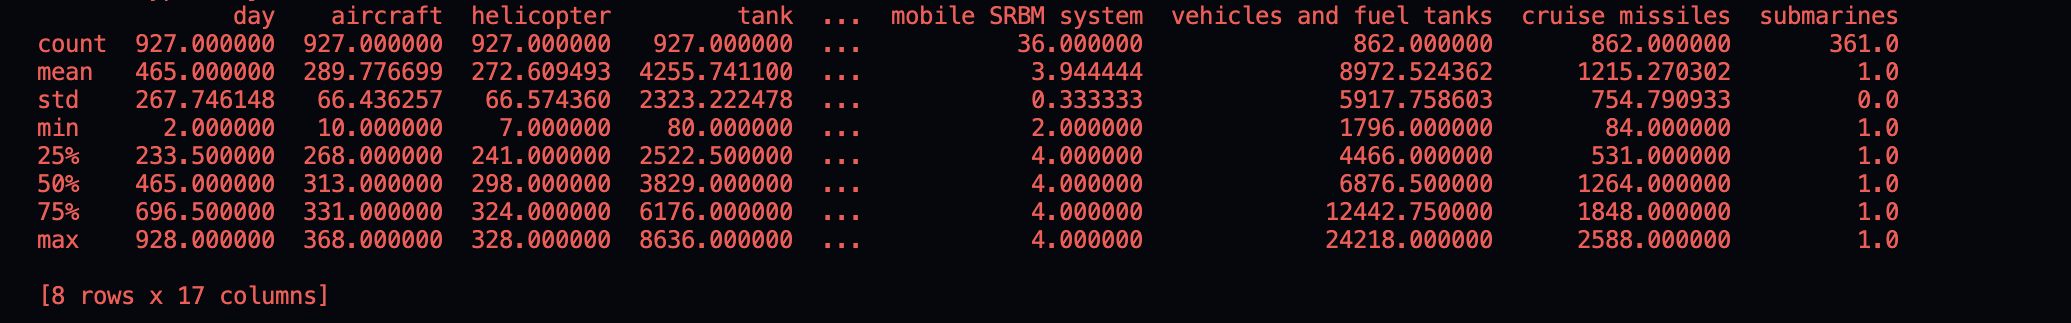 day aircraft helicopter tank ... mobile SRBM system vehicles and fuel tanks cruise missiles submarines
count 927.000000 927.000000 927.000000 927.000000 ... 36.000000 862.000000 862.000000 361.0
mean 465.000000 289.776699 272.609493 4255.741100 ... 3.944444 8972.524362 1215.270302 1.0
std 267.746148 66.436257 66.574360 2323.222478 ... 0.333333 5917.758603 754.790933 0.0
min 2.000000 10.000000 7.000000 80.000000 ... 2.000000 1796.000000 84.000000 1.0
25% 233.500000 268.000000 241.000000 2522.500000 ... 4.000000 4466.000000 531.000000 1.0
50% 465.000000 313.000000 298.000000 3829.000000 ... 4.000000 6876.500000 1264.000000 1.0
75% 696.500000 331.000000 324.000000 6176.000000 ... 4.000000 12442.750000 1848.000000 1.0
max 928.000000 368.000000 328.000000 8636.000000 ... 4.000000 24218.000000 2588.000000 1.0
[8 rows x 17 columns]